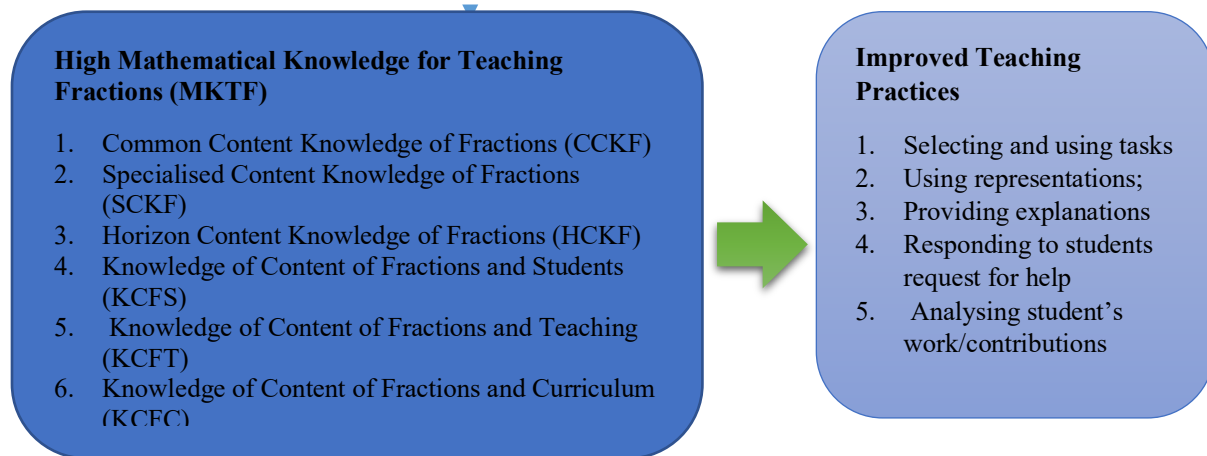 High Mathematical Knowledge for Teaching
Fractions (MKTF)
1. Common Content Knowledge of Fractions (CCKF)
2. Specialised Content Knowledge of Fractions
(SCKF)
3. Horizon Content Knowledge of Fractions (HCKF)
4. Knowledge of Content of Fractions and Students
(KCFS)
5. Knowledge of Content of Fractions and Teaching
(KCFT)
6. Knowledge of Content of Fractions and Curriculum
(KCFC)
Improved Teaching
Practices
1. Selecting and using tasks
2. Using representations;
3. Providing explanations
4. Responding to students
request for help
5. Analysing student’s
work/contributions